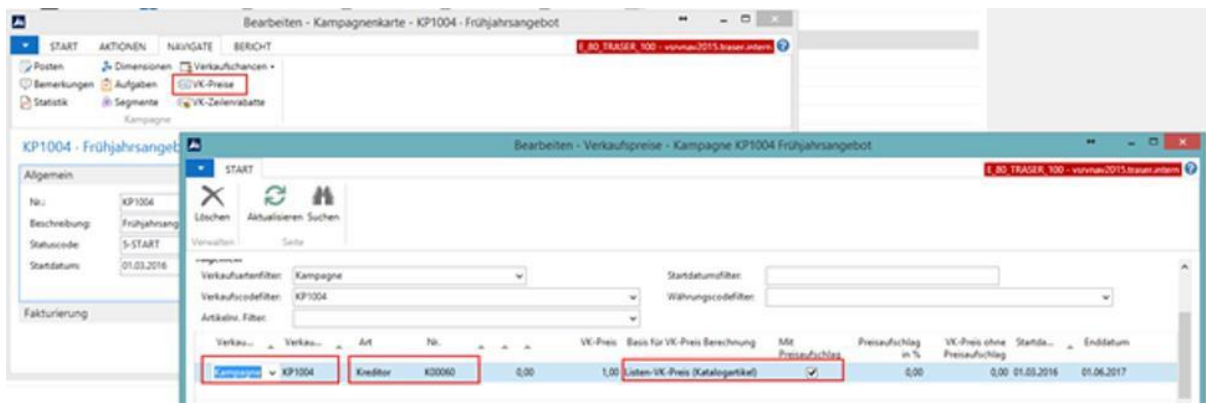 Bearbeiten - Kampagnenkarte - KP1004 · Frühjahrsangebot
START AKTIONEN NAVIGATE BERICHT E_80_TRASER_100 - vsrvnav2015.traser.intern
Posten Dimensionen Verkaufschancen
Bemerkungen Aufgaben VK-Preise
Statistik Segmente VK-Zeilenrabatte
Kampagne
KP1004 · Frühjahrsangeb
Allgemein
Nr.: KP1004
Beschreibung: Frühjahrsang
Statuscode: S-START
Startdatum: 01.03.2016
Fakturierung
Bearbeiten - Verkaufspreise - Kampagne KP1004 Frühjahrsangebot
START E_80_TRASER_100 - vsrvnav2015.traser.intern
Löschen Aktualisieren Suchen
Verwalten Seite
Verkaufsartenfilter: Kampagne Startdatumsfilter:
Verkaufscodefilter: KP1004 Währungscodefilter:
Artikelnr. Filter:
Verkau... Verkau... Art Nr. VK-Preis Basis für VK-Preis Berechnung Mit Preisaufschlag Preisaufschlag in % VK-Preis ohne Preisaufschlag Startda... Enddatum
Kampagne KP1004 Kreditor K00060 0,00 1,00 Listen-VK-Preis (Katalogartikel) 0,00 0,00 01.03.2016 01.06.2017